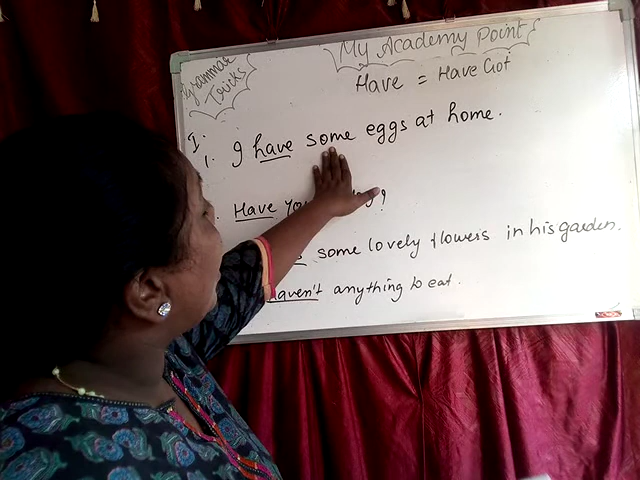 My Academy Point
Grammar
Tricks
Have = Have Got
I.
1. I have some eggs at home.
Have you ?
some lovely flowers in his garden.
haven't anything to eat.